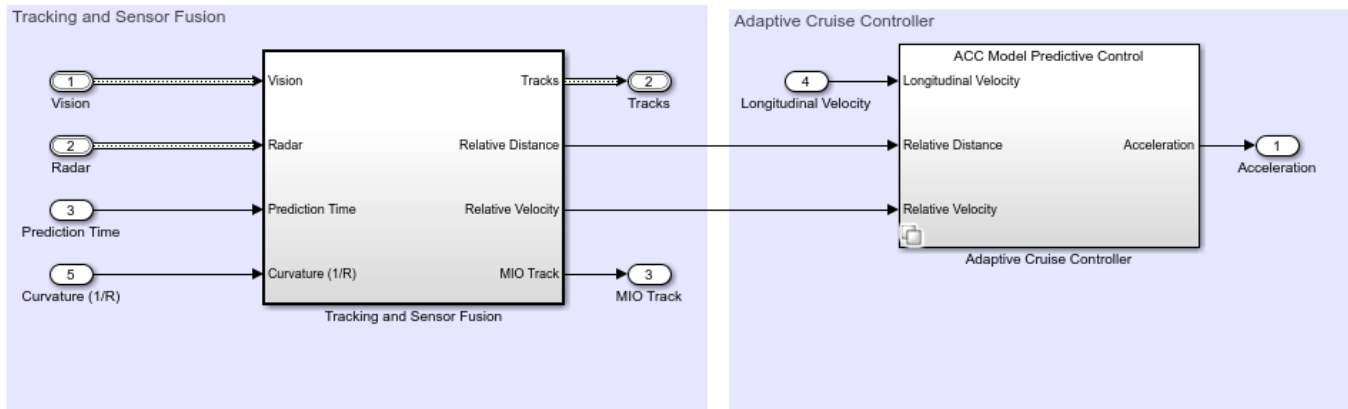 Tracking and Sensor Fusion
1
Vision
2
Radar
3
Prediction Time
5
Curvature (1/R)
Vision
Radar
Prediction Time
Curvature (1/R)
Tracks
Relative Distance
Relative Velocity
MIO Track
Tracking and Sensor Fusion
2
Tracks
3
MIO Track
Adaptive Cruise Controller
4
Longitudinal Velocity
ACC Model Predictive Control
Longitudinal Velocity
Relative Distance
Relative Velocity
Acceleration
Adaptive Cruise Controller
1
Acceleration